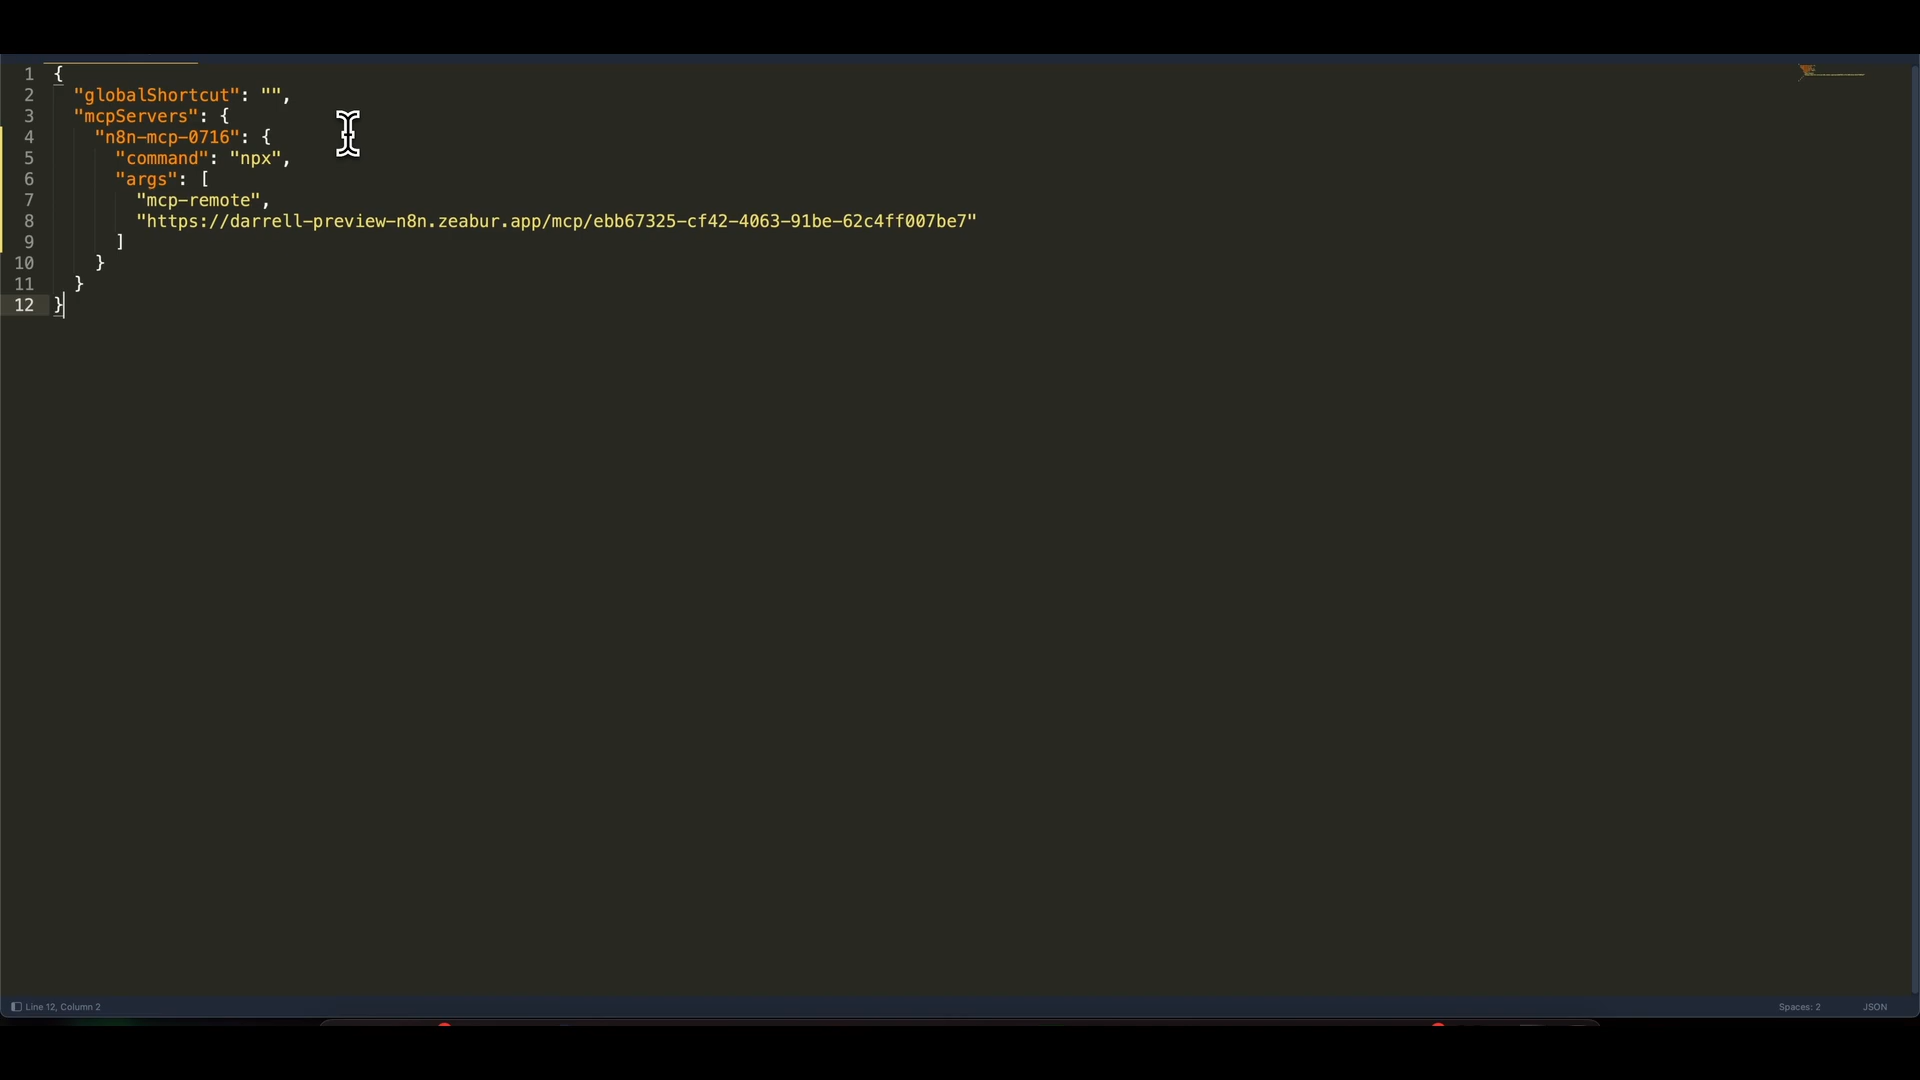 1 {
2   "globalShortcut": "",
3   "mcpServers": {
4     "n8n-mcp-0716": {
5       "command": "npx",
6       "args": [
7         "mcp-remote",
8         "https://darrell-preview-n8n.zeabur.app/mcp/ebb67325-cf42-4063-91be-62c4ff007be7"
9       ]
10     }
11   }
12 }
Line 12, Column 2
Spaces: 2
JSON